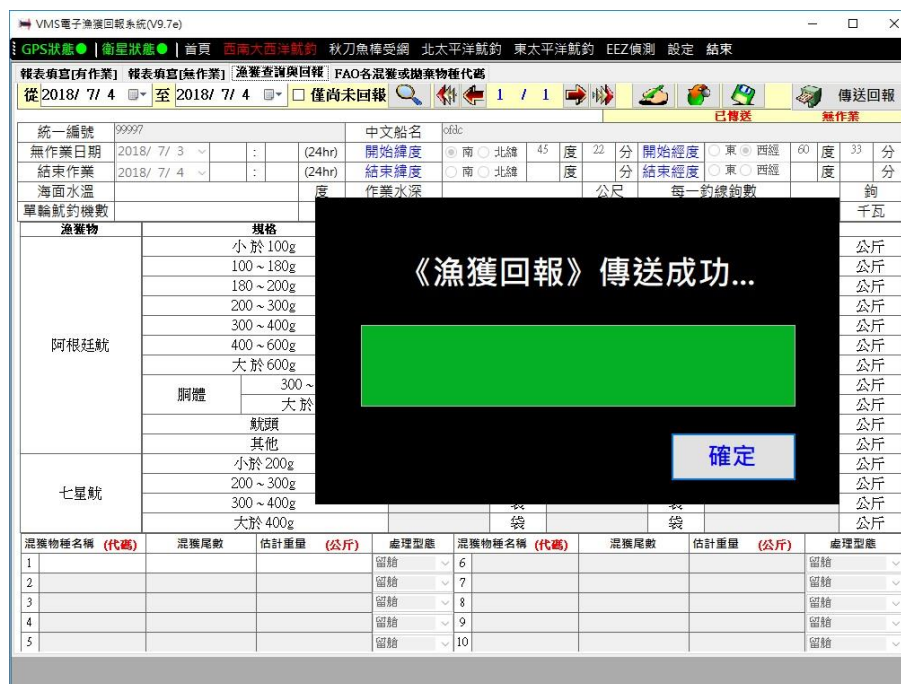 VMS電子漁獲回報系統(V9.7e)
GPS狀態● | 衛星狀態● | 首頁 西南大西洋魷釣 秋刀魚棒受網 北太平洋魷釣 東太平洋魷釣 EEZ偵測 設定 結束
報表填寫[有作業] 報表填寫[無作業] 漁獲查詢與回報 FAO名混獲或拋棄物種代碼
從 2018/ 7/ 4 至 2018/ 7/ 4 僅尚未回報 1 / 1 傳送回報
已傳送 無作業
統一編號 99997 中文船名 ofdc
無作業日期 2018/ 7/ 3 : (24hr) 開始緯度 南 北緯 45 度 22 分 開始經度 東 西經 60 度 33 分
結束作業 2018/ 7/ 4 : (24hr) 結束緯度 南 北緯 度 分 結束經度 東 西經 度 分
海面水溫 度 作業水深 公尺 每一釣線鉤數 鉤
單輪魷釣機數 千瓦
漁獲物 規格
小 於 100g 公斤
100 ~ 180g 公斤
180 ~ 200g 公斤
200 ~ 300g 公斤
300 ~ 400g 公斤
阿根廷魷 400 ~ 600g 公斤
大 於 600g 公斤
胴體 300 ~ 公斤
大 於 公斤
魷頭 公斤
其他 公斤
小於 200g 公斤
七星魷 200 ~ 300g 公斤
300 ~ 400g 袋 袋 公斤
大於 400g 袋 袋 公斤
《漁獲回報》傳送成功...
確定
混獲物種名稱 (代碼) 混獲尾數 估計重量 (公斤) 處理型態 混獲物種名稱 (代碼) 混獲尾數 估計重量 (公斤) 處理型態
1 留艙 6 留艙
2 留艙 7 留艙
3 留艙 8 留艙
4 留艙 9 留艙
5 留艙 10 留艙